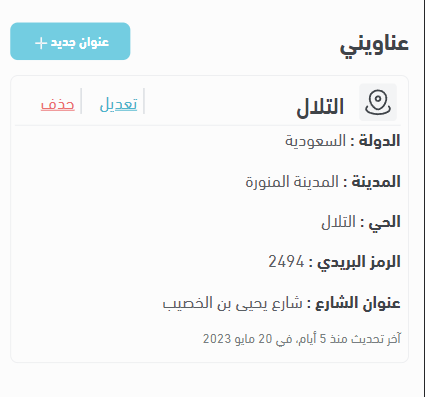 عناويني
عنوان جديد +
التلال
تعديل
حذف
الدولة : السعودية
المدينة : المدينة المنورة
الحي : التلال
الرمز البريدي : 2494
عنوان الشارع : شارع يحيى بن الخصيب
آخر تحديث منذ 5 أيام، في 20 مايو 2023